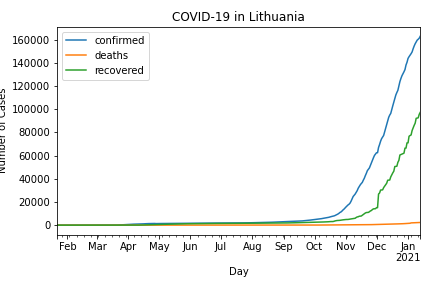 COVID-19 in Lithuania
confirmed
deaths
recovered
160000
140000
120000
100000
80000
60000
40000
20000
0
Number of Cases
Feb Mar Apr May Jun Jul Aug Sep Oct Nov Dec Jan
2021
Day